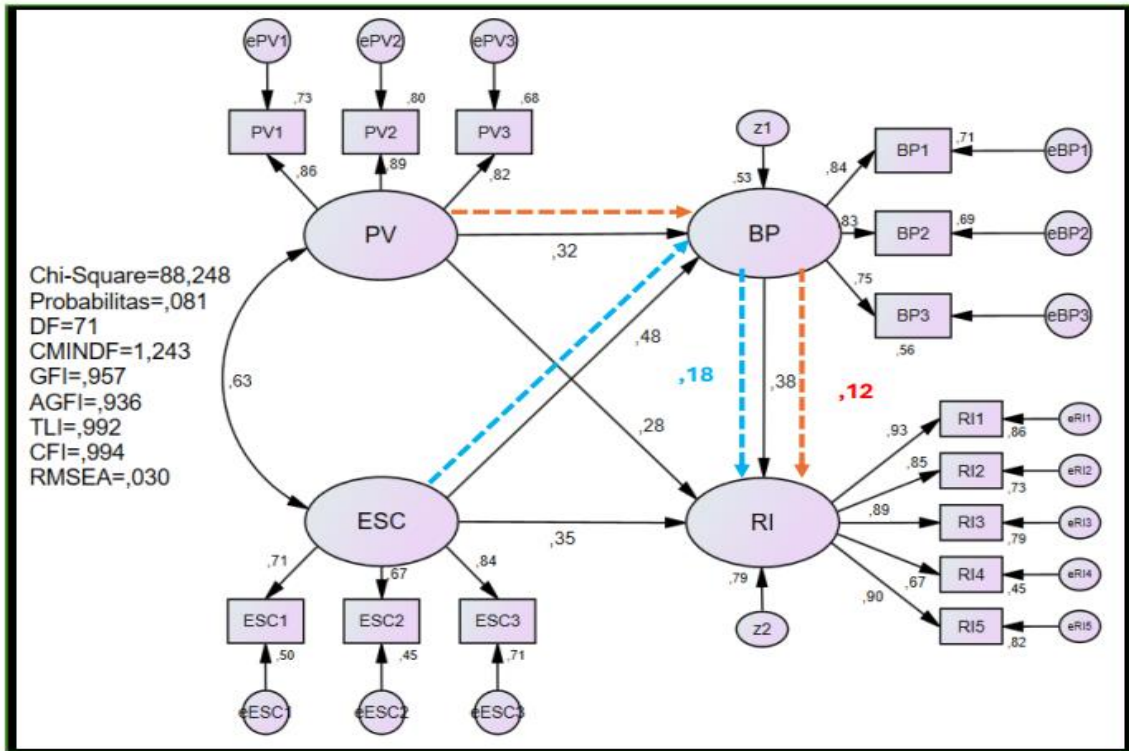 ePV1 ePV2 ePV3
,73 ,80 ,68
PV1 PV2 PV3
,86 ,89 ,82
z1
,53
PV
,32
BP
,84 ,83 ,75
BP1 ,71 eBP1
BP2 ,69 eBP2
BP3 ,56 eBP3
Chi-Square=88,248
Probabilitas=,081
DF=71
CMINDF=1,243
GFI=,957
AGFI=,936
TLI=,992
CFI=,994
RMSEA=,030
,63
,48
,28
,18
,38
,12
ESC
,35
RI
,79
z2
,93 ,85 ,89 ,67 ,90
RI1 ,86 eRI1
RI2 ,73 eRI2
RI3 ,79 eRI3
RI4 ,45 eRI4
RI5 ,82 eRI5
,71 ,67 ,84
ESC1 ESC2 ESC3
,50 ,45 ,71
eESC1 eESC2 eESC3